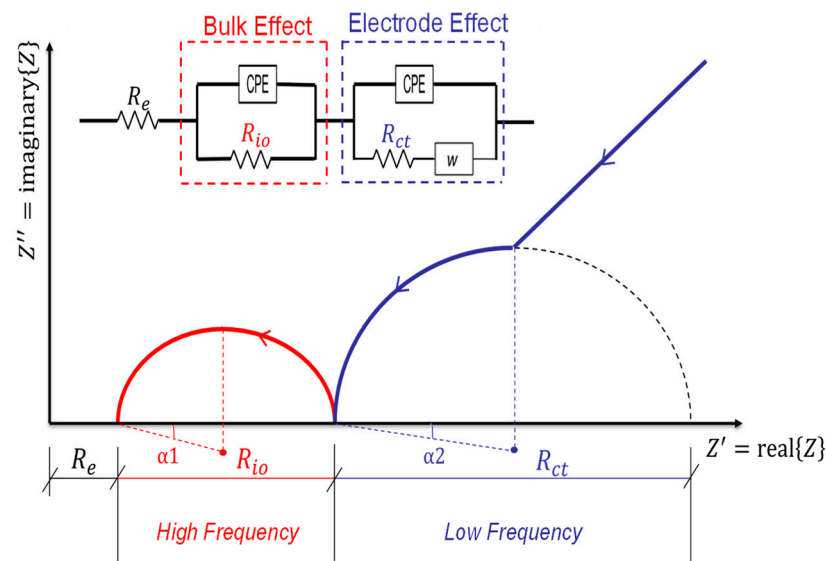 Bulk Effect
Electrode Effect
CPE
CPE
R_e
R_io
R_ct
w
Z'' = imaginary{Z}
α1
R_io
α2
R_ct
Z' = real{Z}
R_e
High Frequency
Low Frequency